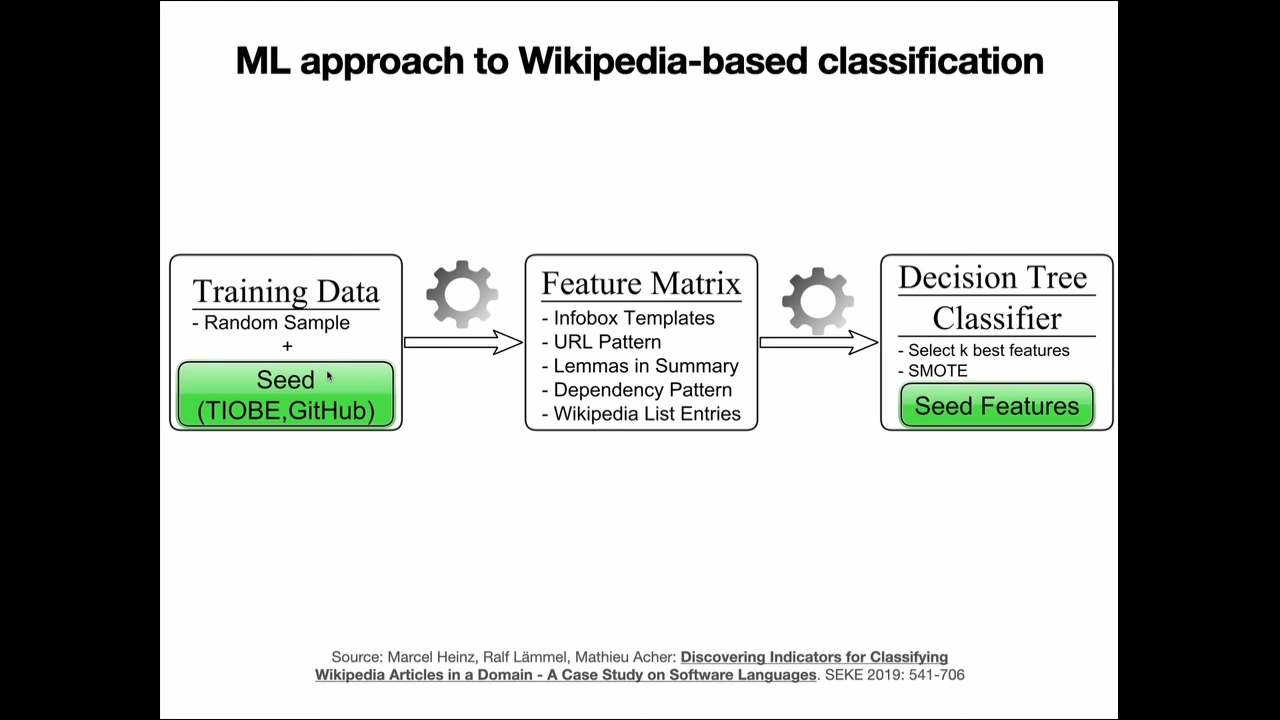 ML approach to Wikipedia-based classification
Training Data
- Random Sample
+
Seed
(TIOBE,GitHub)
Feature Matrix
- Infobox Templates
- URL Pattern
- Lemmas in Summary
- Dependency Pattern
- Wikipedia List Entries
Decision Tree
Classifier
- Select k best features
- SMOTE
Seed Features
Source: Marcel Heinz, Ralf Lämmel, Mathieu Acher: Discovering Indicators for Classifying
Wikipedia Articles in a Domain - A Case Study on Software Languages. SEKE 2019: 541-706